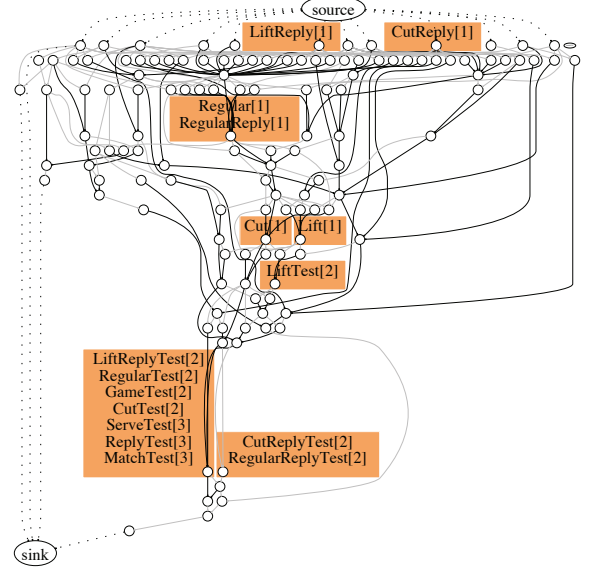 source
LiftReply[1]
CutReply[1]
Regular[1]
RegularReply[1]
Cut[1]
Lift[1]
LiftTest[2]
LiftReplyTest[2]
RegularTest[2]
GameTest[2]
CutTest[2]
ServeTest[3]
ReplyTest[3]
MatchTest[3]
CutReplyTest[2]
RegularReplyTest[2]
sink